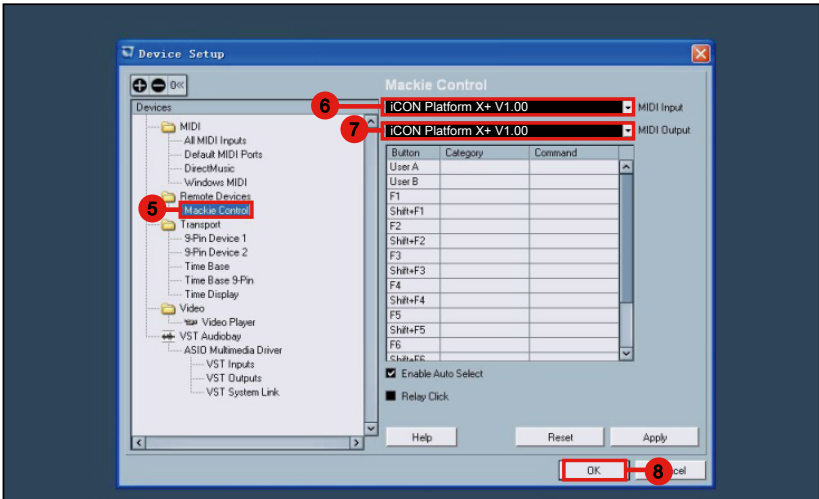 Device Setup
0«
Mackie Control
Devices
6
iCON Platform X+ V1.00
MIDI Input
7
iCON Platform X+ V1.00
MIDI Output
MIDI
All MIDI Inputs
Default MIDI Ports
DirectMusic
Windows MIDI
Remote Devices
5
Mackie Control
Transport
9-Pin Device 1
9-Pin Device 2
Time Base
Time Base 9-Pin
Time Display
Video
Video Player
VST Audiobay
ASIO Multimedia Driver
VST Inputs
VST Outputs
VST System Link
Button Category Command
User A
User B
F1
Shift+F1
F2
Shift+F2
F3
Shift+F3
F4
Shift+F4
F5
Shift+F5
F6
Shift+F6
Enable Auto Select
Relay Click
Help Reset Apply
OK
8
cel